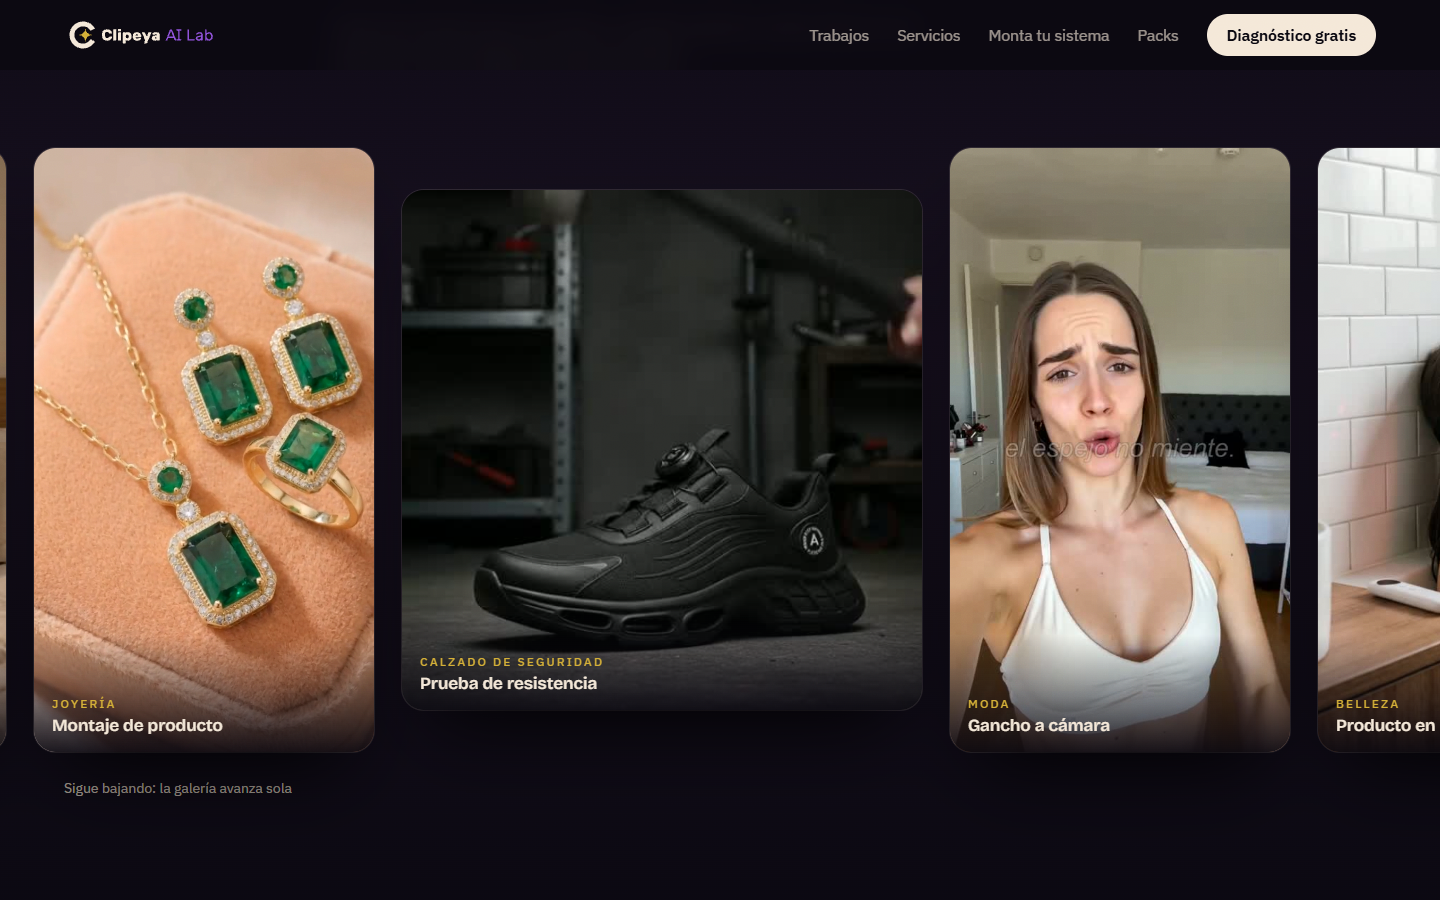 Clipeya AI Lab
Trabajos
Servicios
Monta tu sistema
Packs
Diagnóstico gratis
JOYERÍA
Montaje de producto
A
CALZADO DE SEGURIDAD
Prueba de resistencia
el espejo no miente.
MODA
Gancho a cámara
BELLEZA
Producto en
Sigue bajando: la galería avanza sola